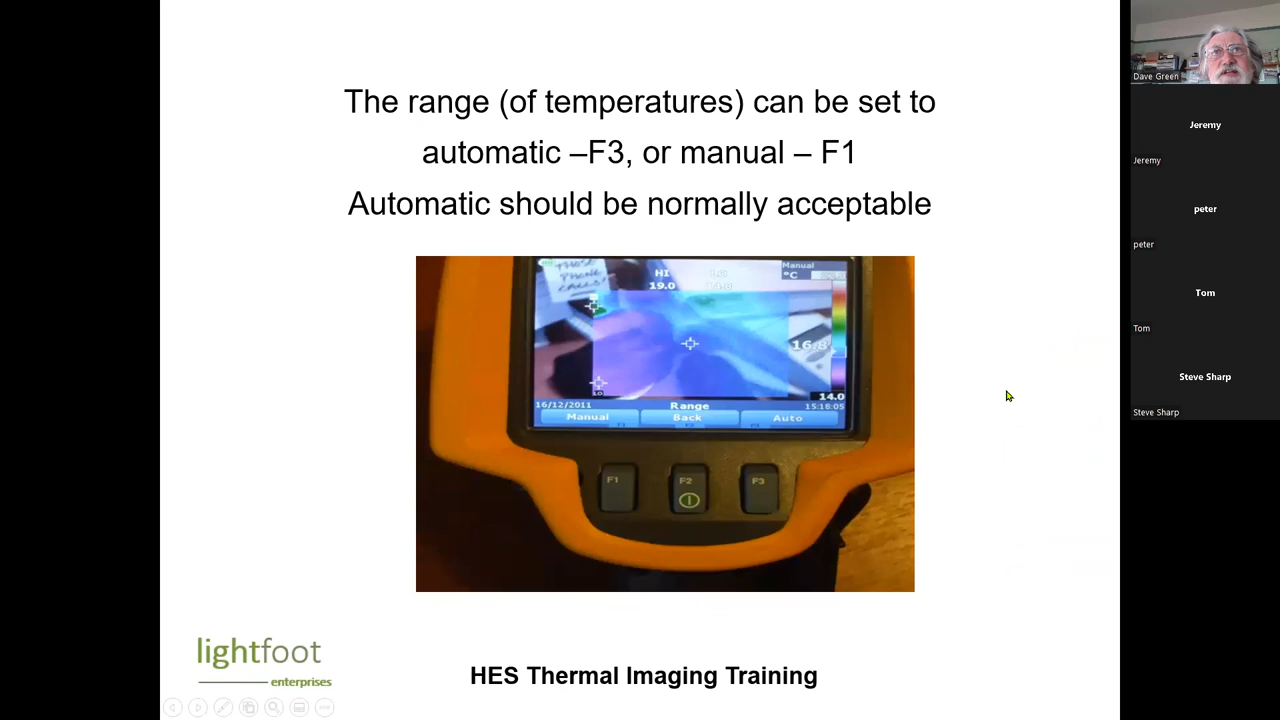 The range (of temperatures) can be set to
automatic –F3, or manual – F1
Automatic should be normally acceptable
THOSE
PHONE
CALLS!
HI
19.0
Manual
°C
16.8
14.0
16/12/2011
Range
15:18:05
Manual
Back
Auto
F1
F2
F3
lightfoot
enterprises
HES Thermal Imaging Training
Dave Green
Jeremy
Jeremy
peter
peter
Tom
Tom
Steve Sharp
Steve Sharp